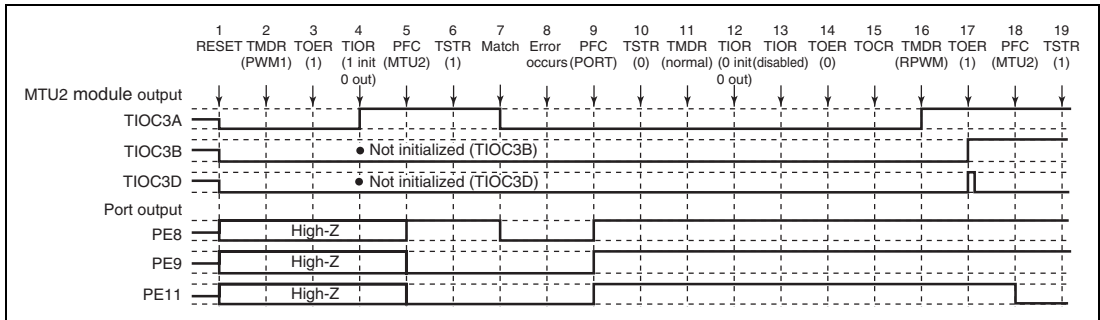 1 2 3 4 5 6 7 8 9 10 11 12 13 14 15 16 17 18 19
RESET TMDR TOER TIOR PFC TSTR Match Error PFC TSTR TMDR TIOR TIOR TOER TOCR TMDR TOER PFC TSTR
(PWM1) (1) (1 init (MTU2) (1) occurs (PORT) (0) (normal) (0 init (disabled) (0) (RPWM) (1) (MTU2) (1)
0 out) 0 out)
MTU2 module output
TIOC3A
TIOC3B • Not initialized (TIOC3B)
TIOC3D • Not initialized (TIOC3D)
Port output
PE8 High-Z
PE9 High-Z
PE11 High-Z